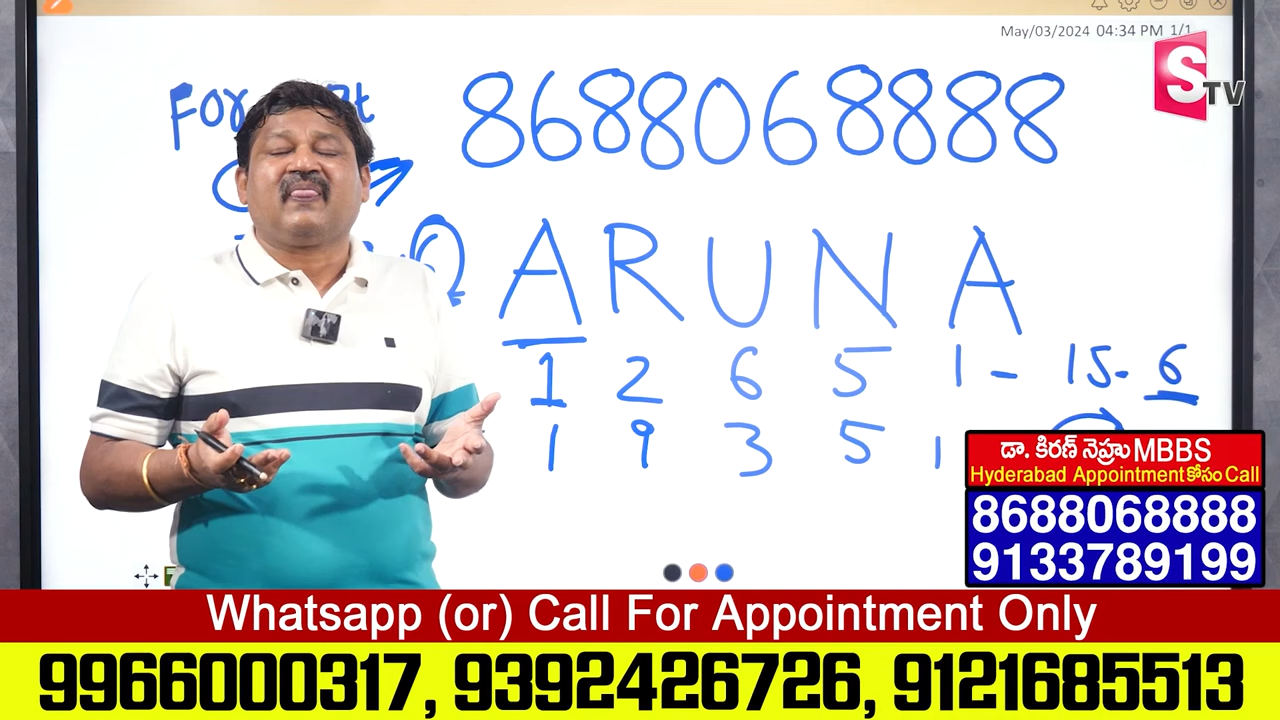 May/03/2024 04:34 PM 1/1
STV
For
8688068888
ARUNA
1 2 6 5 1 - 15 - 6
1 9 3 5 1
డా. కిరణ్ నెహ్రు MBBS
Hyderabad Appointment కోసం Call
8688068888
9133789199
Whatsapp (or) Call For Appointment Only
9966000317, 9392426726, 9121685513